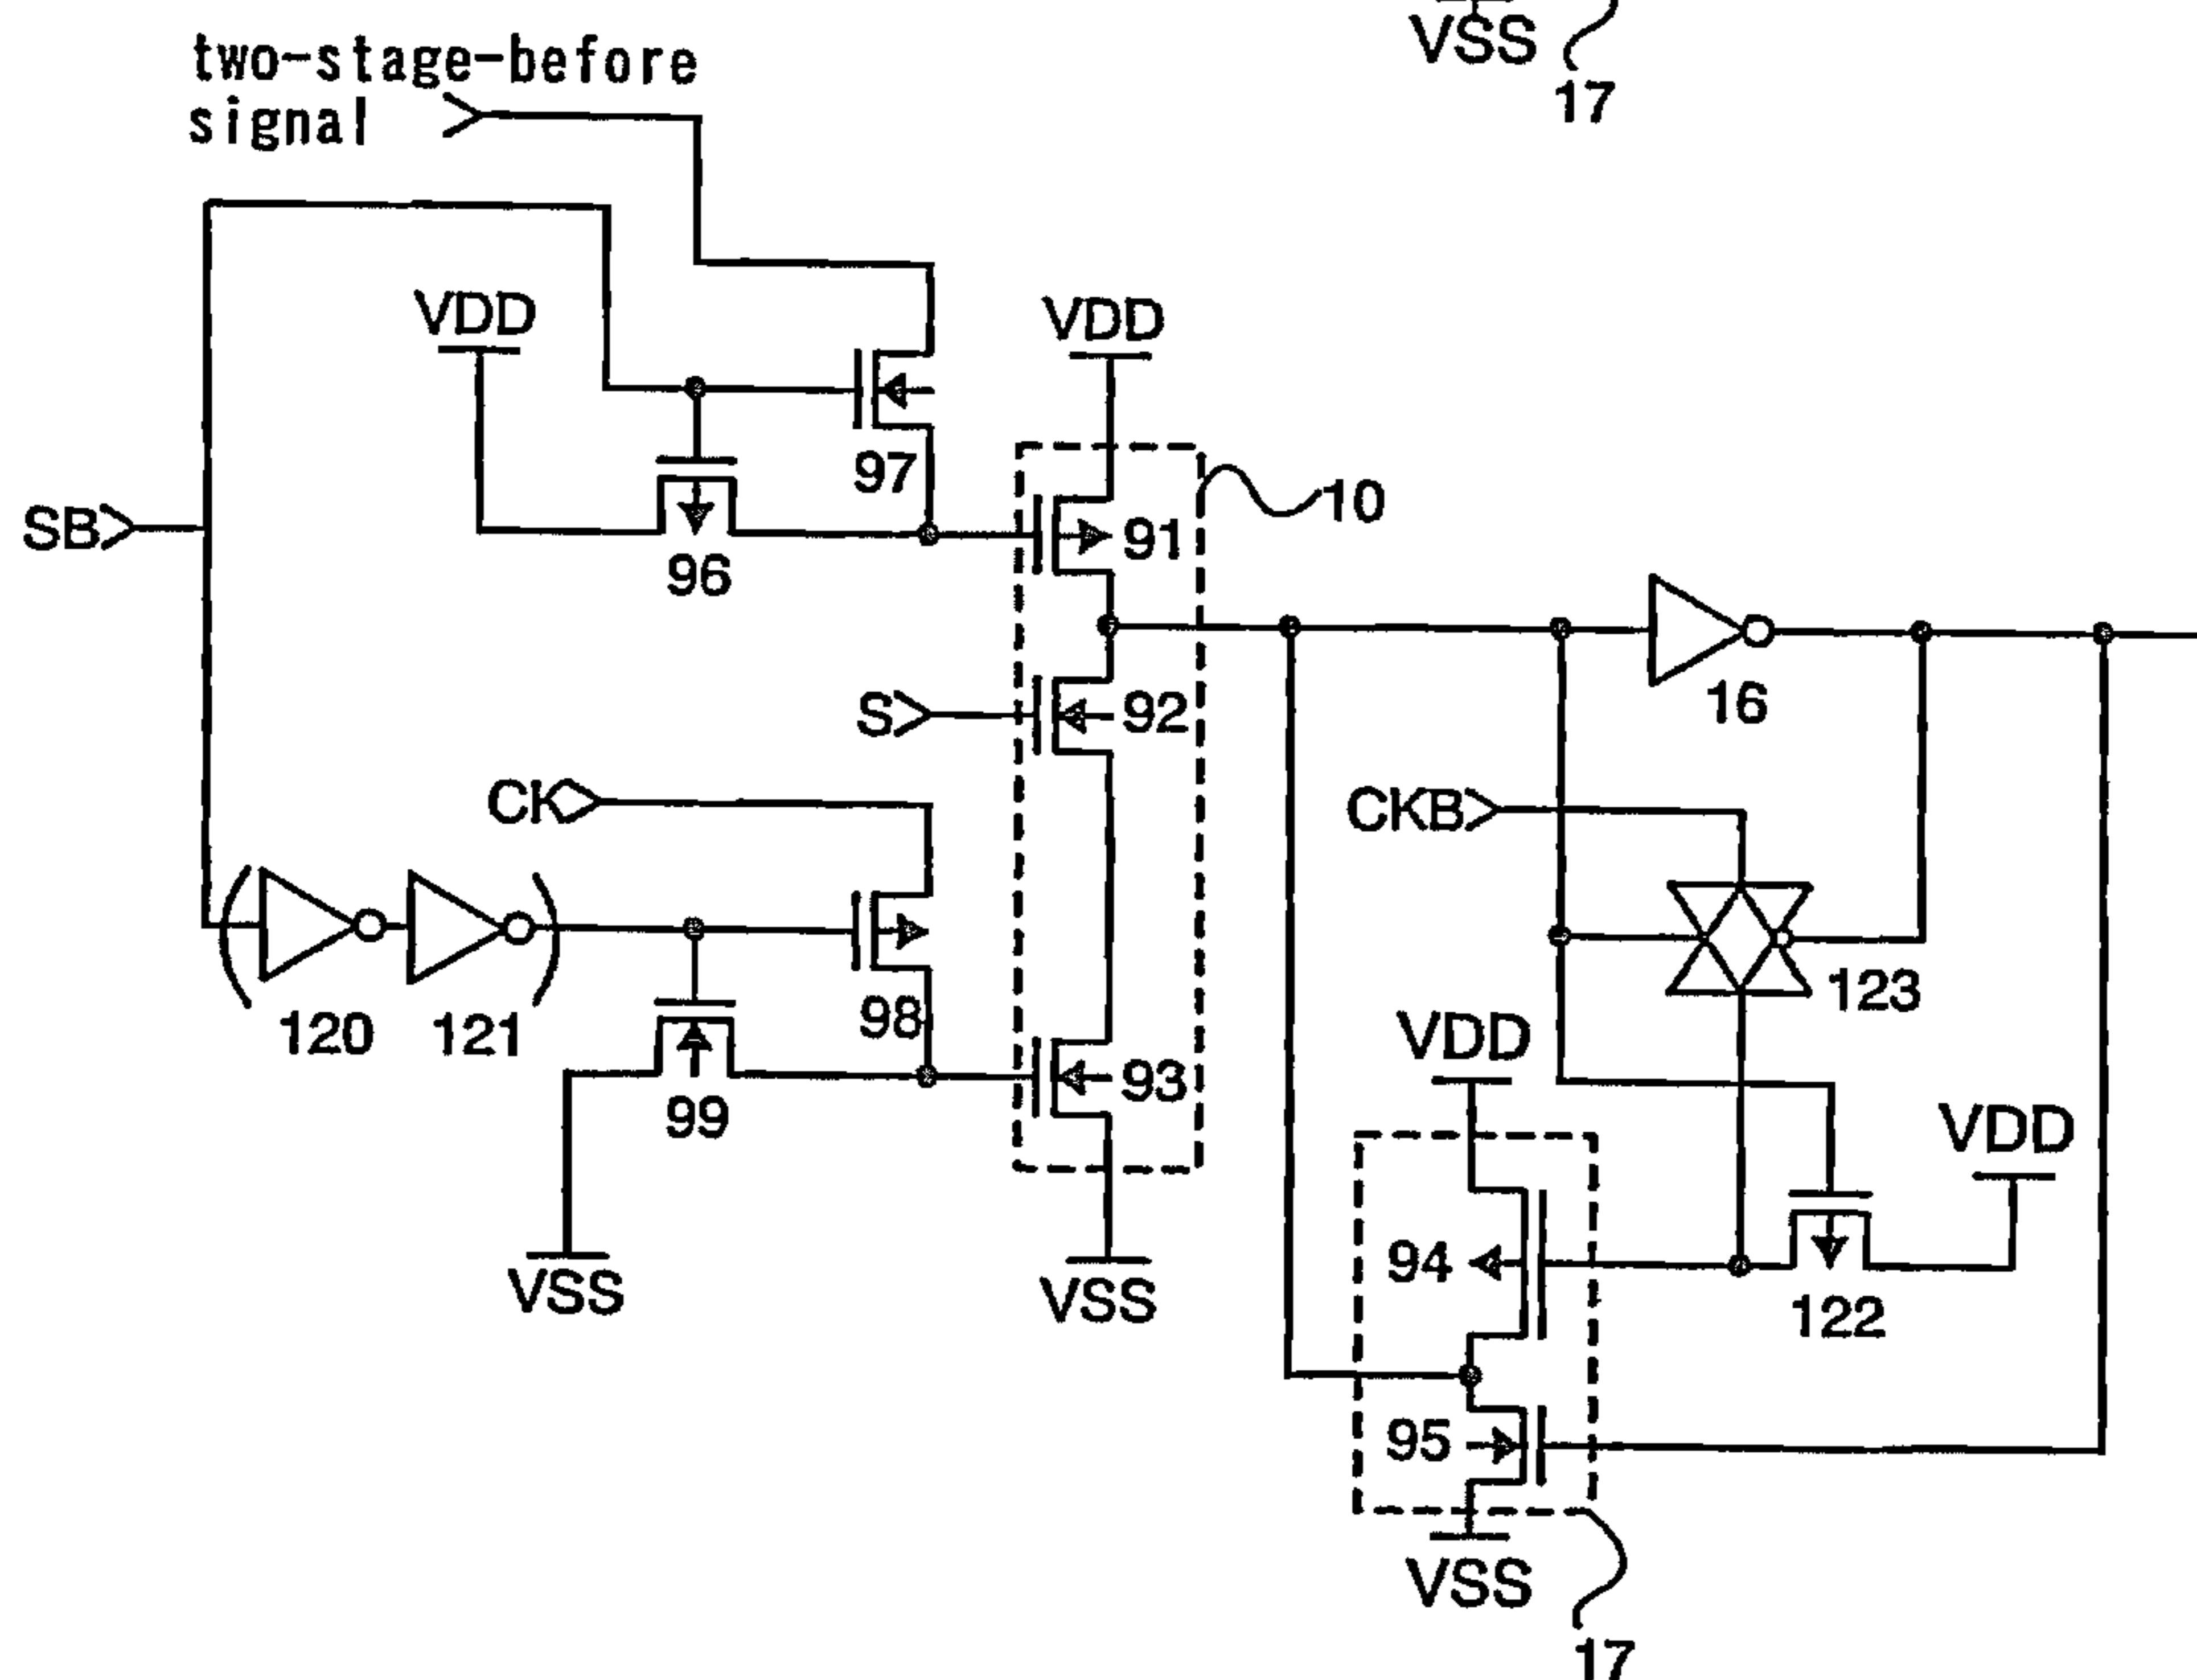 VSS
17
two-stage-before
signal
VDD
VDD
97
10
SB
91
96
S
92
16
CK
CKB
123
98
120
121
VDD
93
99
VDD
94
VSS
VSS
122
95
VSS
17